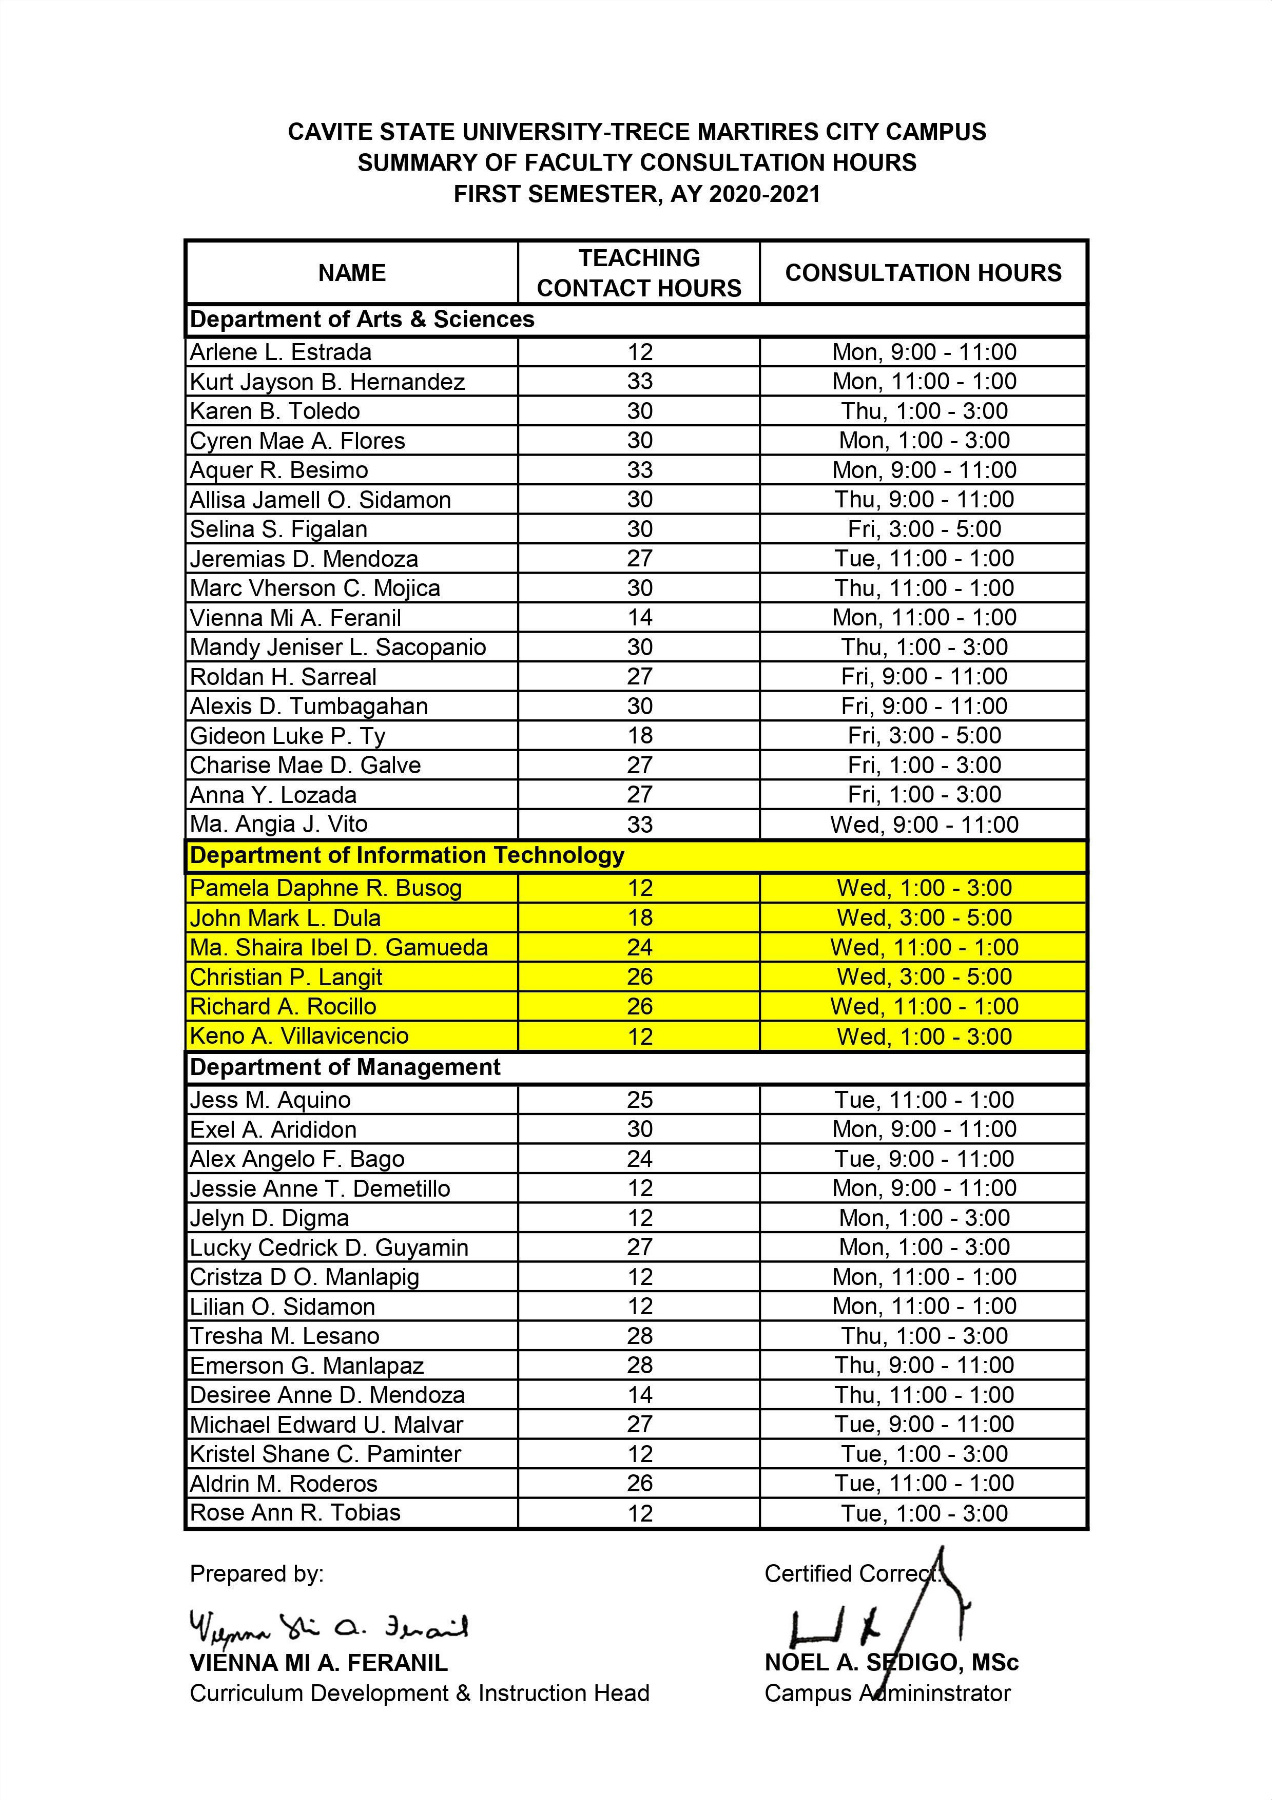 CAVITE STATE UNIVERSITY-TRECE MARTIRES CITY CAMPUS
SUMMARY OF FACULTY CONSULTATION HOURS
FIRST SEMESTER, AY 2020-2021
NAME TEACHING CONTACT HOURS CONSULTATION HOURS
Department of Arts & Sciences
Arlene L. Estrada 12 Mon, 9:00 - 11:00
Kurt Jayson B. Hernandez 33 Mon, 11:00 - 1:00
Karen B. Toledo 30 Thu, 1:00 - 3:00
Cyren Mae A. Flores 30 Mon, 1:00 - 3:00
Aquer R. Besimo 33 Mon, 9:00 - 11:00
Allisa Jamell O. Sidamon 30 Thu, 9:00 - 11:00
Selina S. Figalan 30 Fri, 3:00 - 5:00
Jeremias D. Mendoza 27 Tue, 11:00 - 1:00
Marc Vherson C. Mojica 30 Thu, 11:00 - 1:00
Vienna Mi A. Feranil 14 Mon, 11:00 - 1:00
Mandy Jeniser L. Sacopanio 30 Thu, 1:00 - 3:00
Roldan H. Sarreal 27 Fri, 9:00 - 11:00
Alexis D. Tumbagahan 30 Fri, 9:00 - 11:00
Gideon Luke P. Ty 18 Fri, 3:00 - 5:00
Charise Mae D. Galve 27 Fri, 1:00 - 3:00
Anna Y. Lozada 27 Fri, 1:00 - 3:00
Ma. Angia J. Vito 33 Wed, 9:00 - 11:00
Department of Information Technology
Pamela Daphne R. Busog 12 Wed, 1:00 - 3:00
John Mark L. Dula 18 Wed, 3:00 - 5:00
Ma. Shaira Ibel D. Gamueda 24 Wed, 11:00 - 1:00
Christian P. Langit 26 Wed, 3:00 - 5:00
Richard A. Rocillo 26 Wed, 11:00 - 1:00
Keno A. Villavicencio 12 Wed, 1:00 - 3:00
Department of Management
Jess M. Aquino 25 Tue, 11:00 - 1:00
Exel A. Arididon 30 Mon, 9:00 - 11:00
Alex Angelo F. Bago 24 Tue, 9:00 - 11:00
Jessie Anne T. Demetillo 12 Mon, 9:00 - 11:00
Jelyn D. Digma 12 Mon, 1:00 - 3:00
Lucky Cedrick D. Guyamin 27 Mon, 1:00 - 3:00
Cristza D O. Manlapig 12 Mon, 11:00 - 1:00
Lilian O. Sidamon 12 Mon, 11:00 - 1:00
Tresha M. Lesano 28 Thu, 1:00 - 3:00
Emerson G. Manlapaz 28 Thu, 9:00 - 11:00
Desiree Anne D. Mendoza 14 Thu, 11:00 - 1:00
Michael Edward U. Malvar 27 Tue, 9:00 - 11:00
Kristel Shane C. Paminter 12 Tue, 1:00 - 3:00
Aldrin M. Roderos 26 Tue, 11:00 - 1:00
Rose Ann R. Tobias 12 Tue, 1:00 - 3:00
Prepared by: Certified Correct:
Vienna Mi A. Feranil
VIENNA MI A. FERANIL NOEL A. SEDIGO, MSc
Curriculum Development & Instruction Head Campus Admininstrator